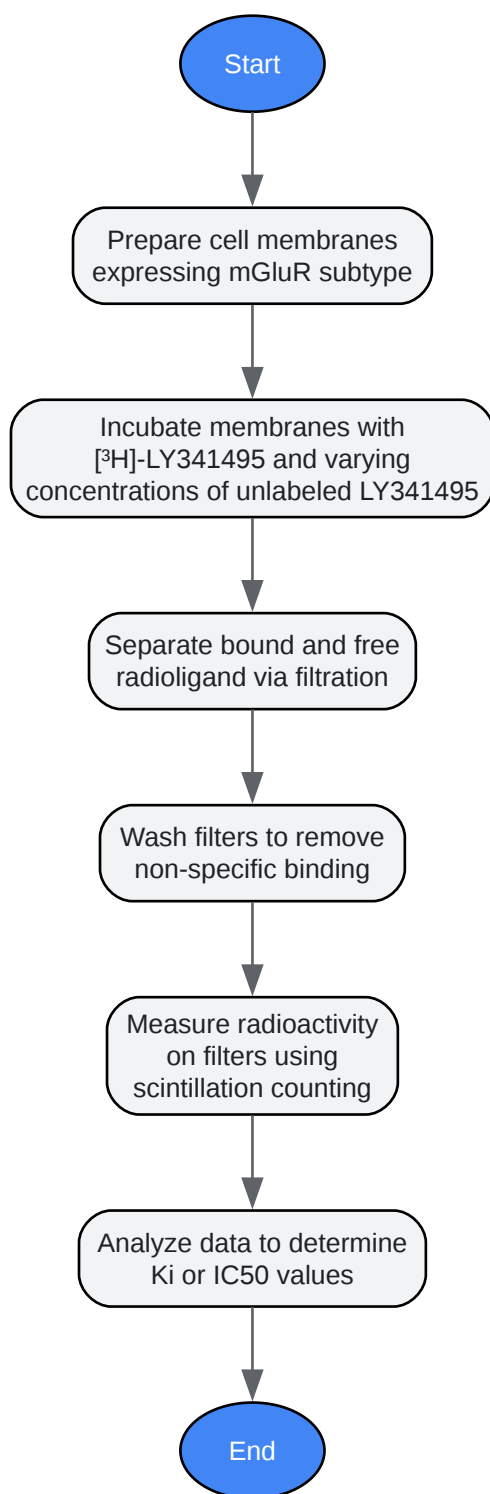 Start
Prepare cell membranes
expressing mGluR subtype
Incubate membranes with
[³H]-LY341495 and varying
concentrations of unlabeled LY341495
Separate bound and free
radioligand via filtration
Wash filters to remove
non-specific binding
Measure radioactivity
on filters using
scintillation counting
Analyze data to determine
Ki or IC50 values
End